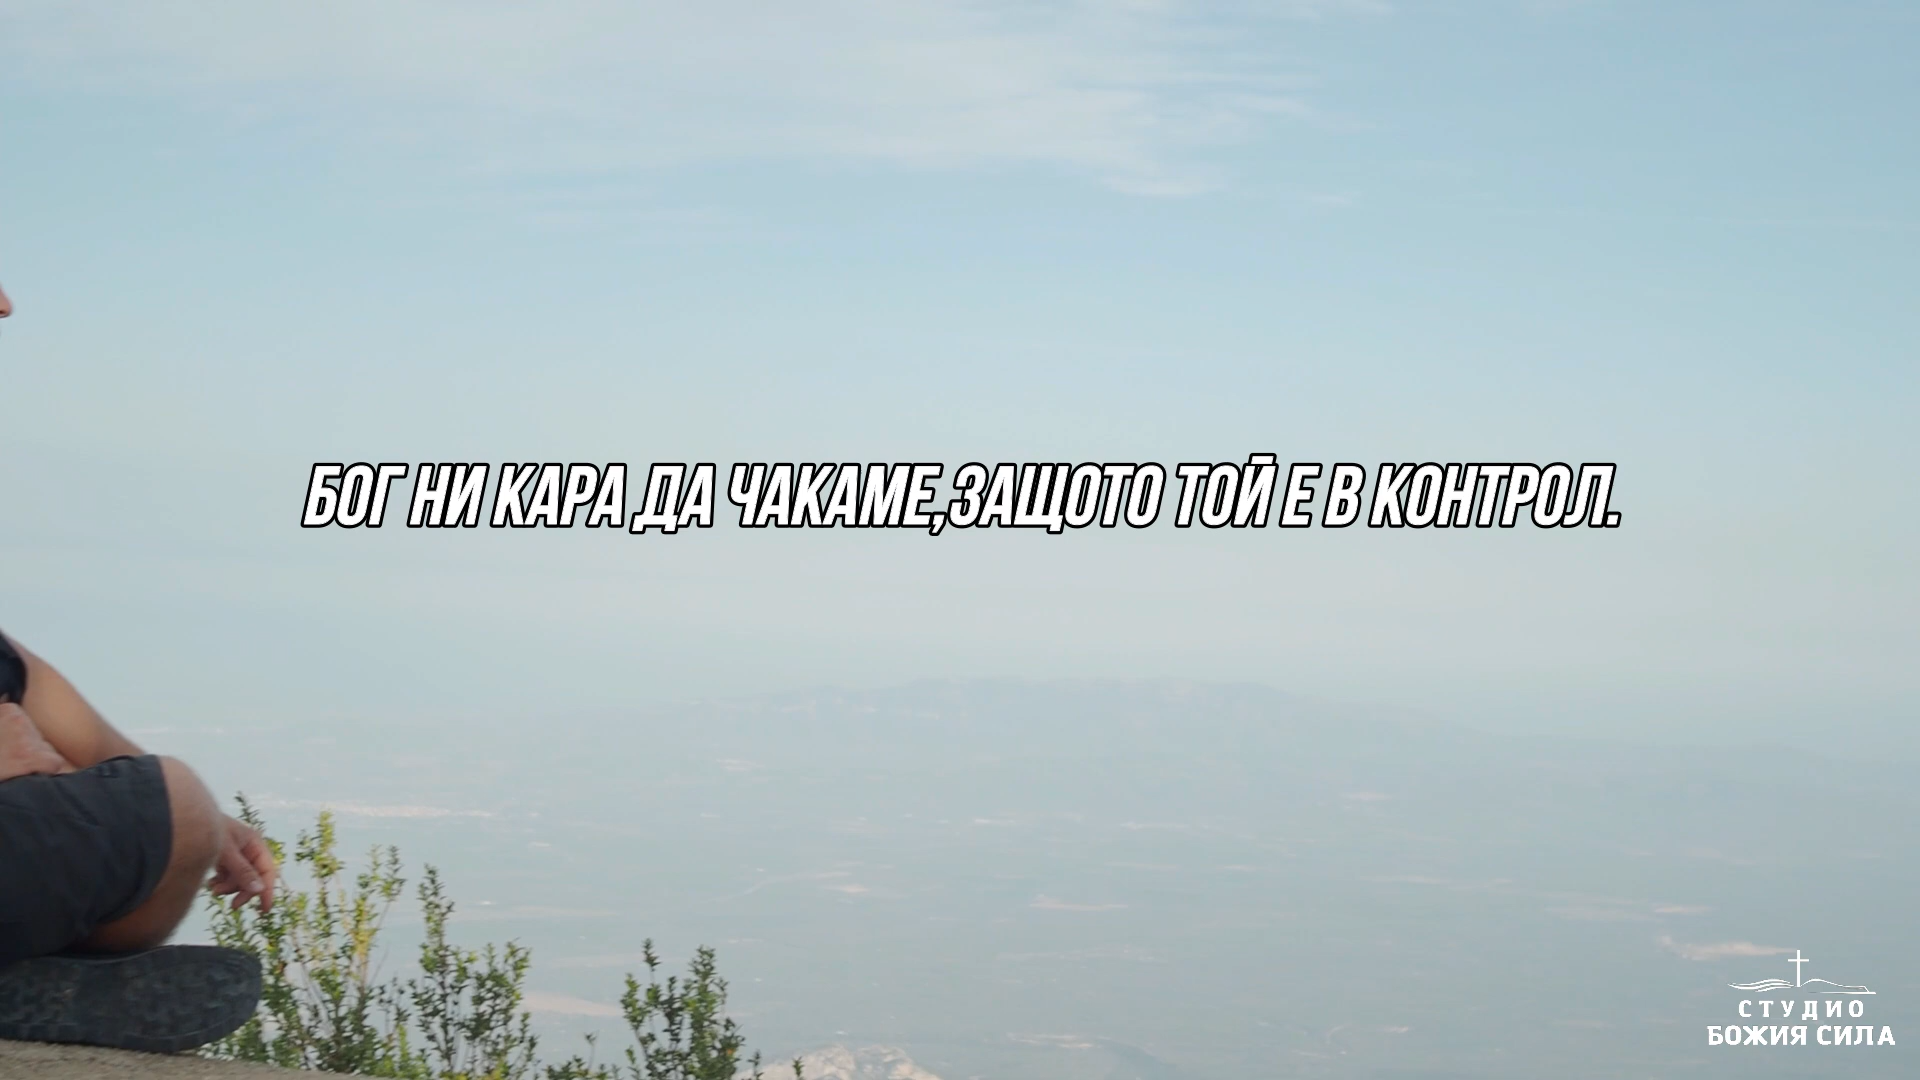 БОГ НИ КАРА ДА ЧАКАМЕ,ЗАЩОТО ТОЙ Е В КОНТРОЛ.
СТУДИО
БОЖИЯ СИЛА